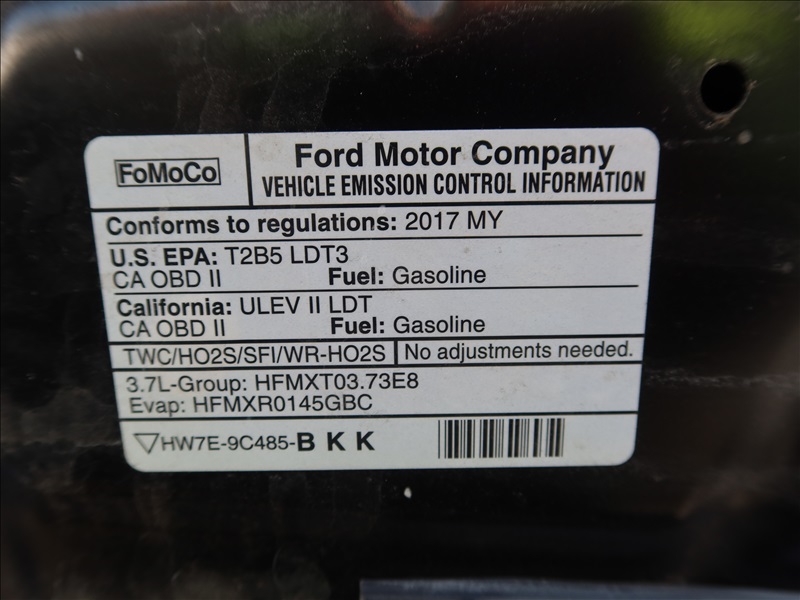 FoMoCo
Ford Motor Company
VEHICLE EMISSION CONTROL INFORMATION
Conforms to regulations: 2017 MY
U.S. EPA: T2B5 LDT3
CA OBD II Fuel: Gasoline
California: ULEV II LDT
CA OBD II Fuel: Gasoline
TWC/HO2S/SFI/WR-HO2S No adjustments needed.
3.7L-Group: HFMXT03.73E8
Evap: HFMXR0145GBC
HW7E-9C485-B K K